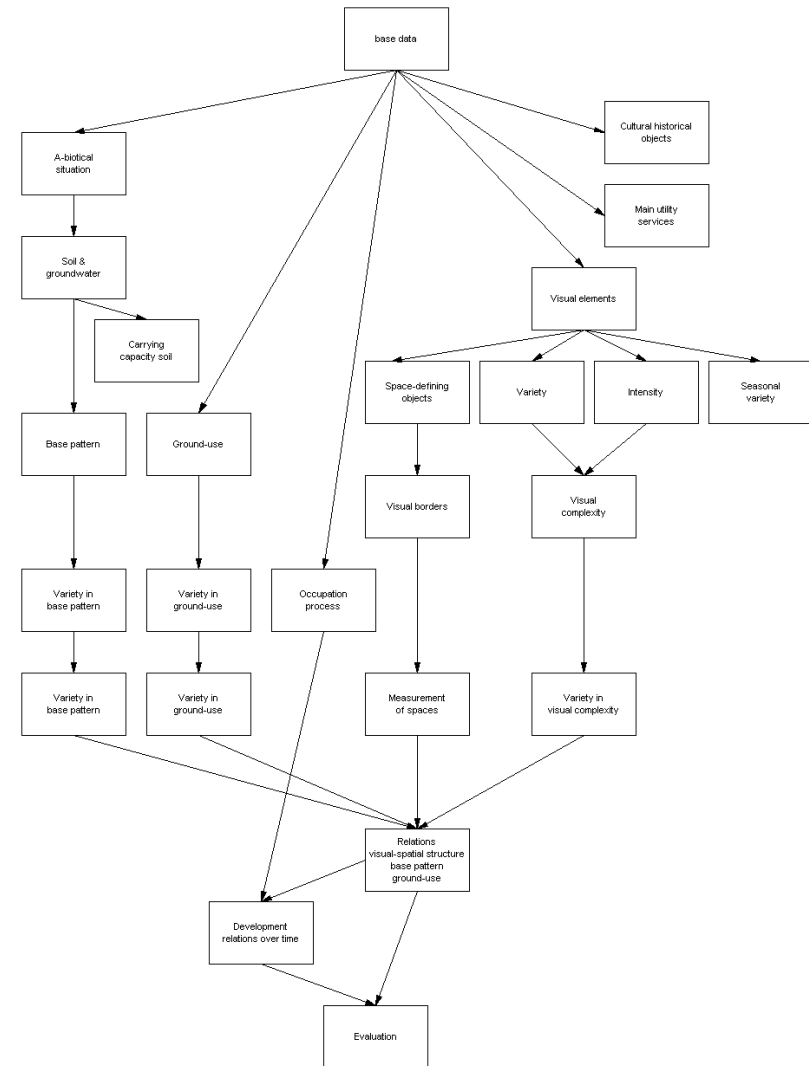 base data
Cultural historical
objects
A-biotical
situation
Main utility
services
Soil &
groundwater
Visual elements
Carrying
capacity soil
Space-defining
objects
Variety
Intensity
Seasonal
variety
Base pattern
Ground-use
Visual borders
Visual
complexity
Variety in
base pattern
Variety in
ground-use
Occupation
process
Variety in
base pattern
Variety in
ground-use
Measurement
of spaces
Variety in
visual complexity
Relations
visual-spatial structure
base pattern
ground-use
Development
relations over time
Evaluation